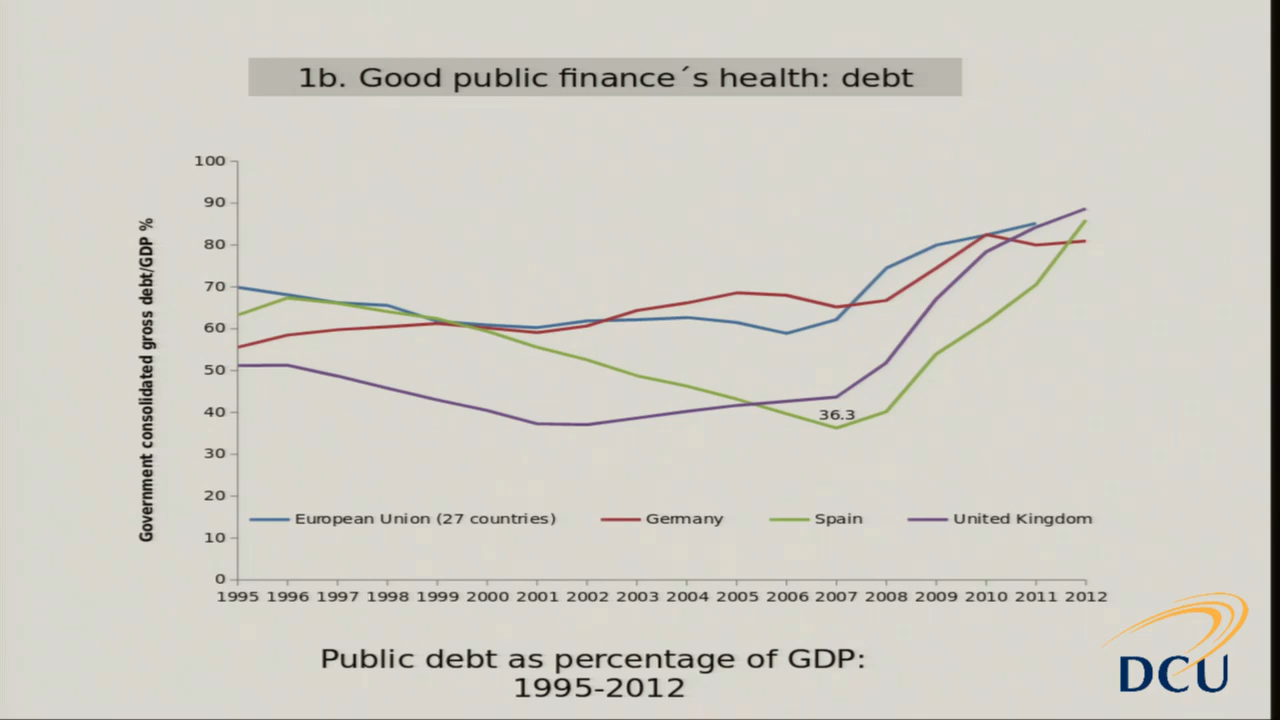 1b. Good public finance´s health: debt
Government consolidated gross debt/GDP %
100
90
80
70
60
50
40
30
20
10
0
36.3
European Union (27 countries) Germany Spain United Kingdom
1995 1996 1997 1998 1999 2000 2001 2002 2003 2004 2005 2006 2007 2008 2009 2010 2011 2012
Public debt as percentage of GDP:
1995-2012
DCU